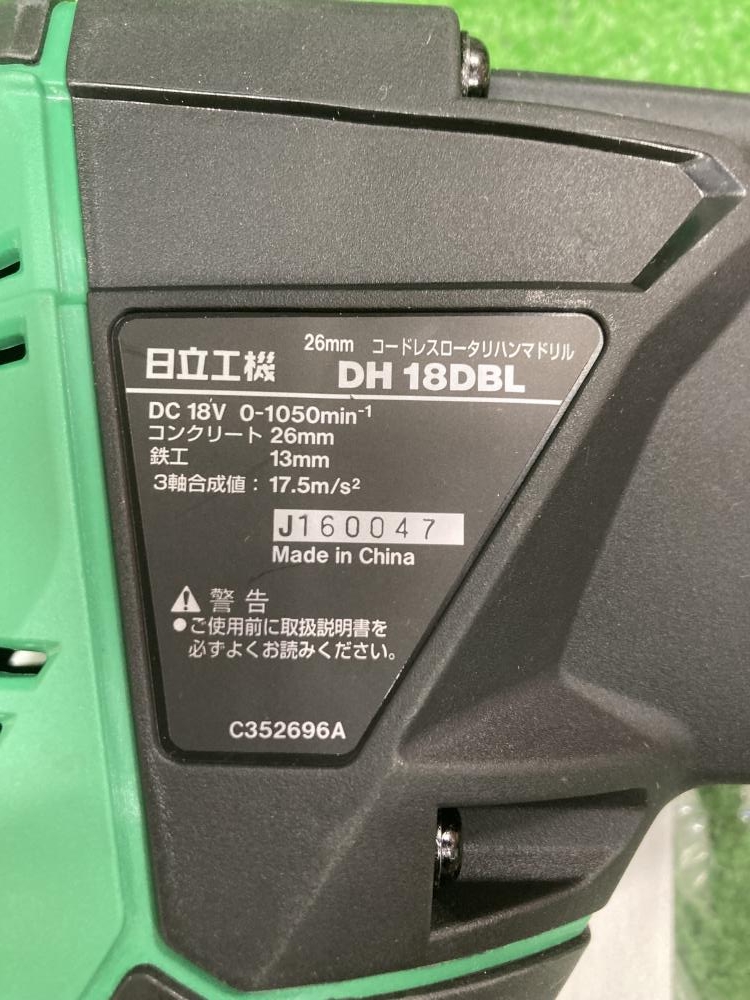 26mm コードレスロータリハンマドリル
日立工機 DH 18DBL
DC 18V 0-1050min⁻¹
コンクリート 26mm
鉄工 13mm
3軸合成値：17.5m/s²
J160047
Made in China
警告
●ご使用前に取扱説明書を
必ずよくお読みください。
C352696A